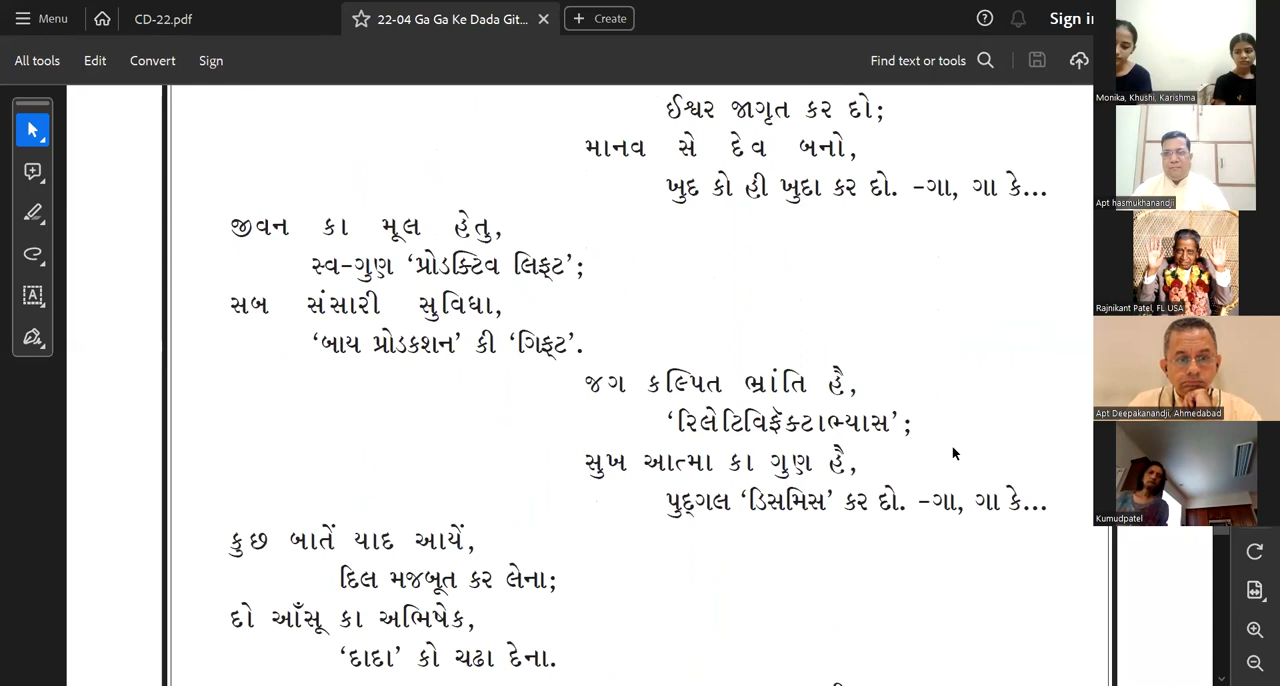 Menu
CD-22.pdf
22-04 Ga Ga Ke Dada Git...
Create
Sign in
All tools
Edit
Convert
Sign
Find text or tools
ઈશ્વર જાગૃત કર દો;
માનવ સે દેવ બનો,
ખુદ કો હી ખુદા કર દો. -ગા, ગા કે...
જીવન કા મૂલ હેતુ,
સ્વ-ગુણ ‘પ્રોડક્ટિવ લિફ્ટ’;
સબ સંસારી સુવિધા,
‘બાય પ્રોડકશન’ કી ‘ગિફ્ટ’.
જગ કલ્પિત ભ્રાંતિ હૈ,
‘રિલેટિવિફૅક્ટાભ્યાસ’;
સુખ આત્મા કા ગુણ હૈ,
પુદ્ગલ ‘ડિસમિસ’ કર દો. -ગા, ગા કે...
કુછ બાતેં યાદ આયેં,
દિલ મજબૂત કર લેના;
દો આઁસૂ કા અભિષેક,
‘દાદા’ કો ચઢા દેના.
Monika, Khushi, Karishma
Apt hasmukhanandji
Rajnikant Patel, FL USA
Apt Deepakanandji, Ahmedabad
Kumudpatel